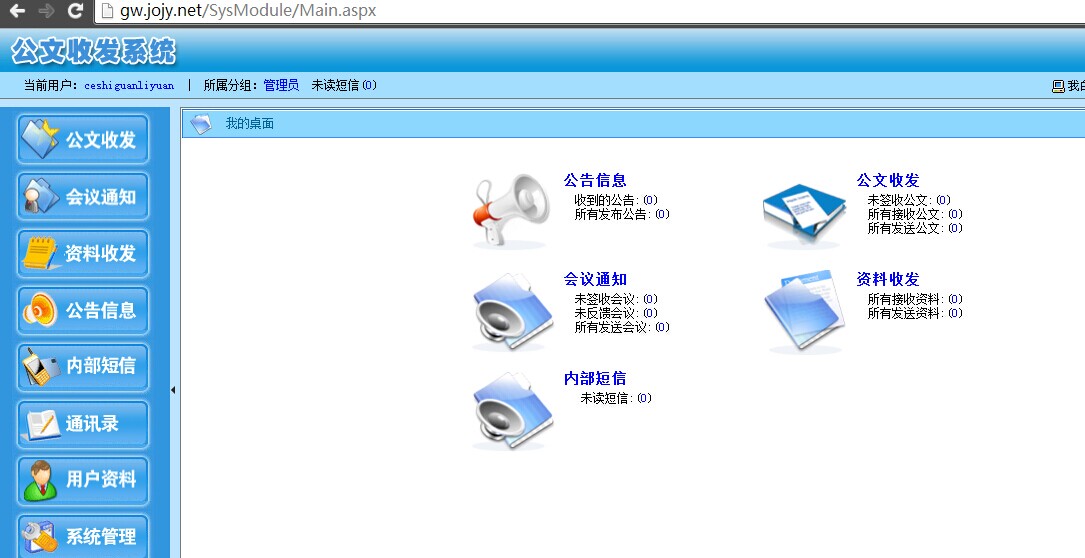 gw.jojy.net/SysModule/Main.aspx
公文收发系统
当前用户：ceshiguanliyuan | 所属分组：管理员 未读短信(0)
我的桌面
公文收发
会议通知
资料收发
公告信息
内部短信
通讯录
用户资料
系统管理
公告信息
收到的公告：(0)
所有发布公告：(0)
公文收发
未签收公文：(0)
所有接收公文：(0)
所有发送公文：(0)
会议通知
未签收会议：(0)
未反馈会议：(0)
所有发送会议：(0)
资料收发
所有接收资料：(0)
所有发送资料：(0)
内部短信
未读短信：(0)